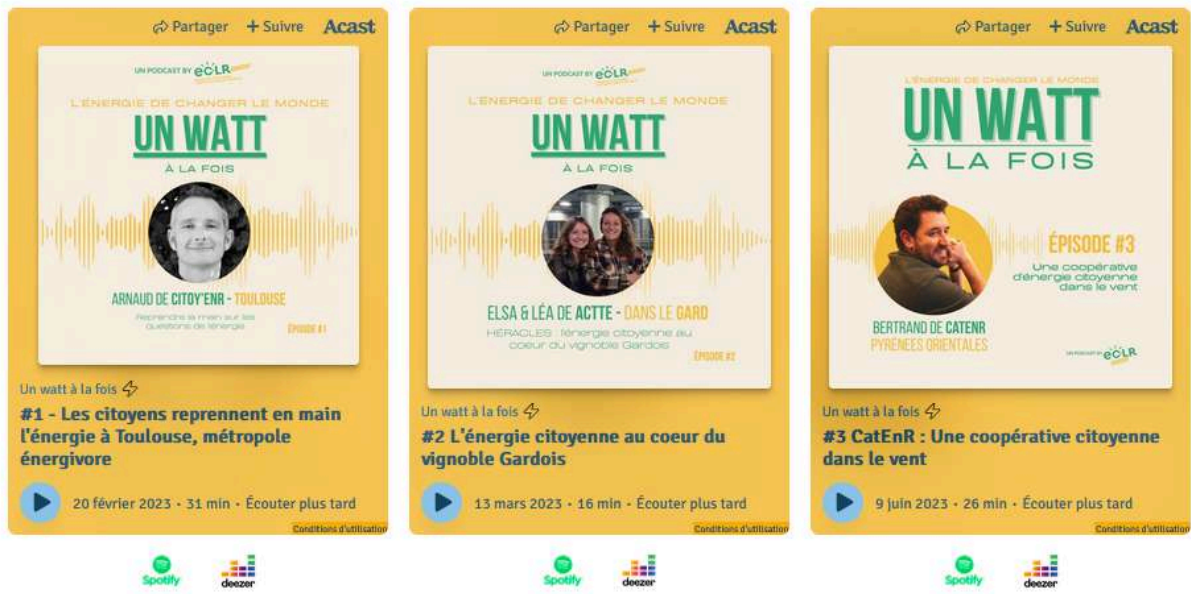 Partager + Suivre Acast
UN PODCAST BY eCLR
L'ÉNERGIE DE CHANGER LE MONDE
UN WATT
À LA FOIS
ARNAUD DE CITOY'ENR - TOULOUSE
Reprendre la main sur les
questions de l'énergie
ÉPISODE #1
Un watt à la fois
#1 - Les citoyens reprennent en main
l'énergie à Toulouse, métropole
énergivore
20 février 2023 • 31 min • Écouter plus tard
Conditions d'utilisation
Spotify
deezer
Partager + Suivre Acast
UN PODCAST BY eCLR
L'ÉNERGIE DE CHANGER LE MONDE
UN WATT
À LA FOIS
ELSA & LÉA DE ACTTE - DANS LE GARD
HÉRACLÈS : l'énergie citoyenne au
coeur du vignoble Gardois
ÉPISODE #2
Un watt à la fois
#2 L'énergie citoyenne au coeur du
vignoble Gardois
13 mars 2023 • 16 min • Écouter plus tard
Conditions d'utilisation
Spotify
deezer
Partager + Suivre Acast
L'ÉNERGIE DE CHANGER LE MONDE
UN WATT
À LA FOIS
ÉPISODE #3
Une coopérative
d'énergie citoyenne
dans le vent
BERTRAND DE CATENR
PYRENEES ORIENTALES
UN PODCAST BY eCLR
Un watt à la fois
#3 CatEnR : Une coopérative citoyenne
dans le vent
9 juin 2023 • 26 min • Écouter plus tard
Conditions d'utilisation
Spotify
deezer